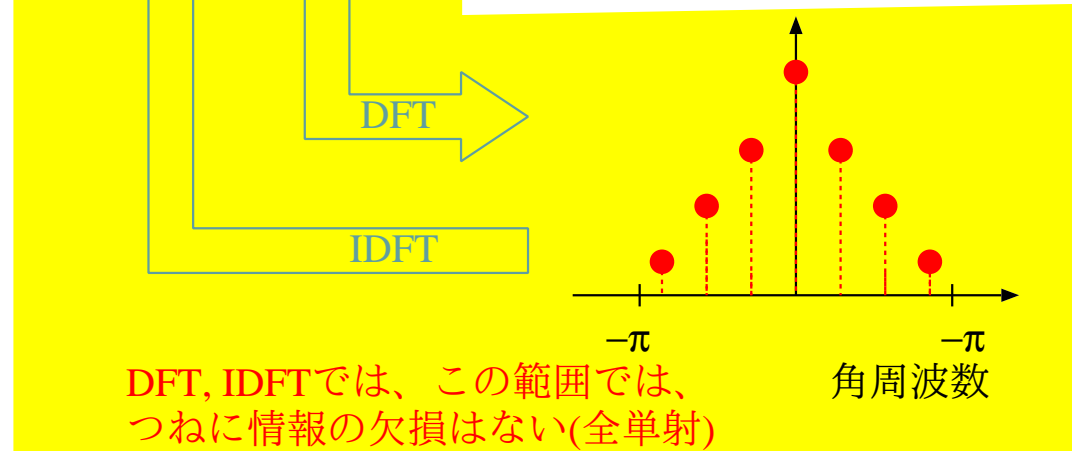 DFT
IDFT
−π −π
角周波数
DFT, IDFTでは、この範囲では、
つねに情報の欠損はない(全単射)